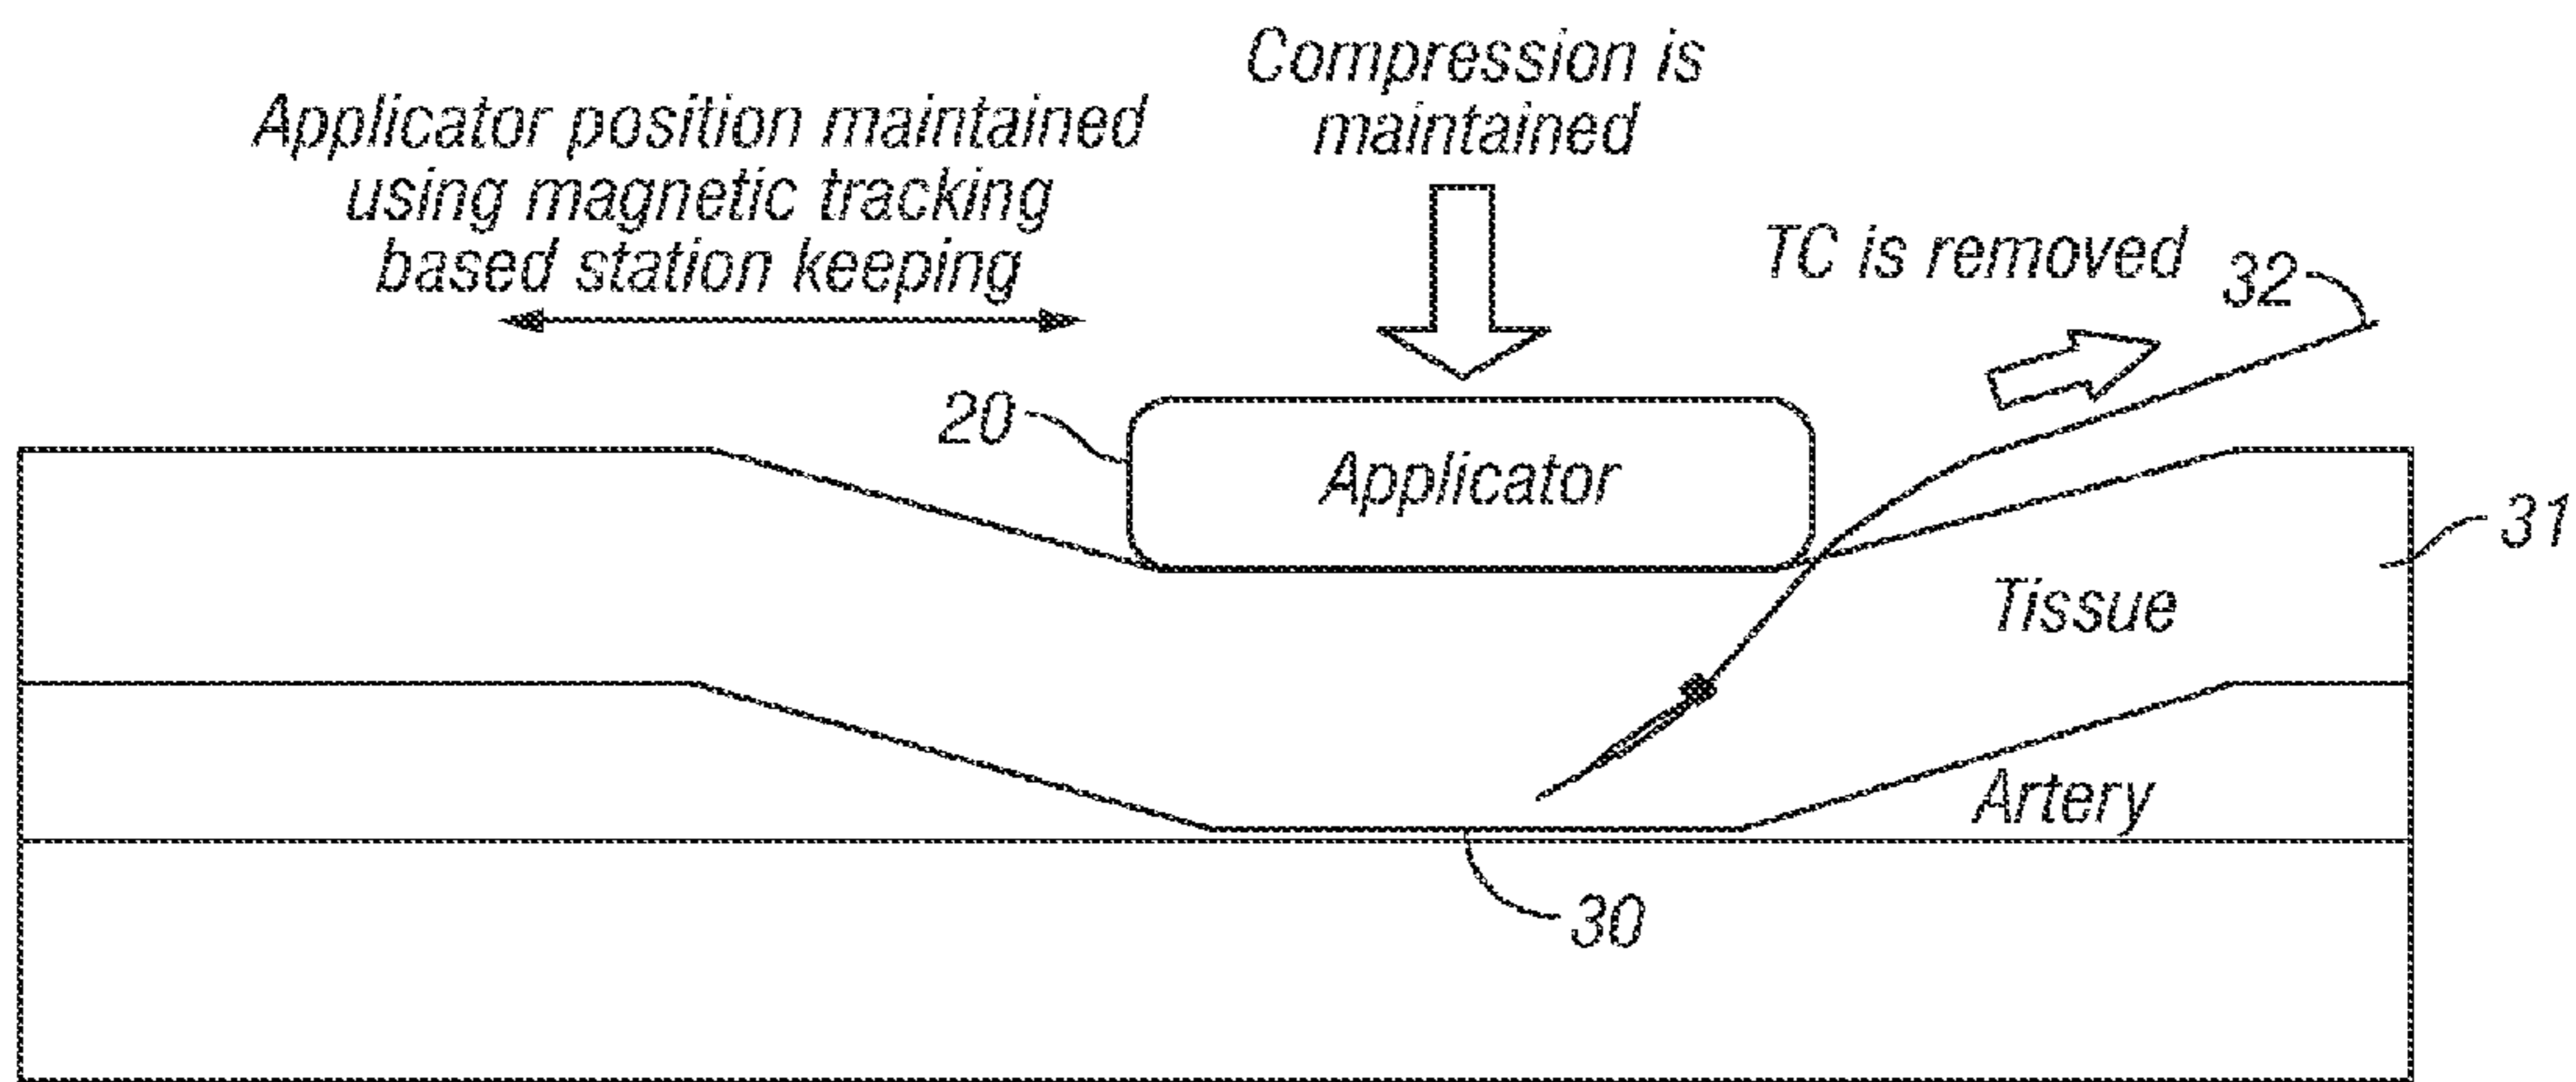 Compression is
maintained
Applicator position maintained
using magnetic tracking
based station keeping
TC is removed
32
20
Applicator
31
Tissue
Artery
30